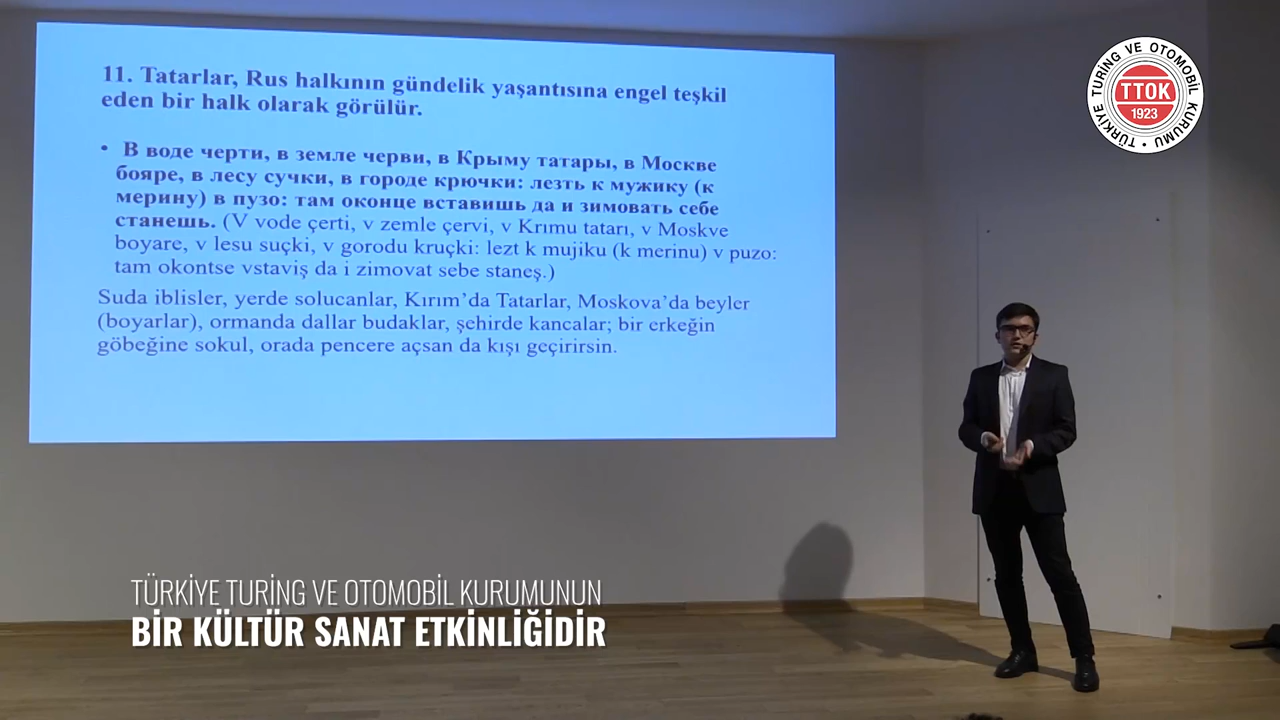 11. Tatarlar, Rus halkının gündelik yaşantısına engel teşkil
eden bir halk olarak görülür.
• В воде черти, в земле черви, в Крыму татары, в Москве
бояре, в лесу сучки, в городе крючки: лезть к мужику (к
мерину) в пузо: там оконце вставишь да и зимовать себе
станешь. (V vode çerti, v zemle çervi, v Krımu tatarı, v Moskve
boyare, v lesu suçki, v gorodu kruçki: lezt k mujiku (k merinu) v puzo:
tam okontse vstaviş da i zimovat sebe staneş.)
Suda iblisler, yerde solucanlar, Kırım’da Tatarlar, Moskova’da beyler
(boyarlar), ormanda dallar budaklar, şehirde kancalar; bir erkeğin
göbeğine sokul, orada pencere açsan da kışı geçirirsin.
TÜRKİYE TURİNG VE OTOMOBİL KURUMU •
TTOK
1923
TÜRKİYE TURİNG VE OTOMOBİL KURUMUNUN
BİR KÜLTÜR SANAT ETKİNLİĞİDİR